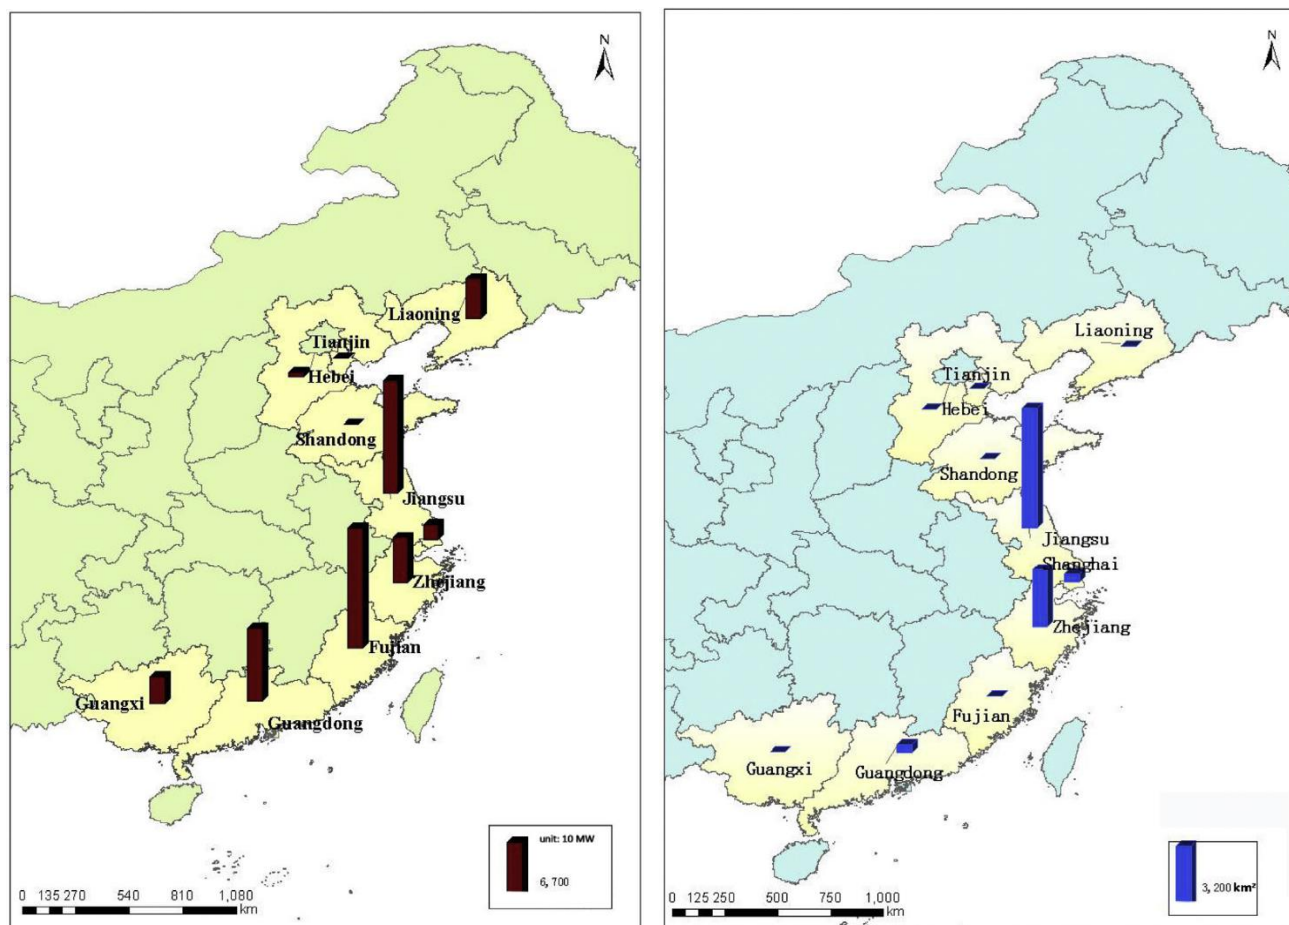 N
Liaoning
Tianjin
Hebei
Shandong
Jiangsu
Zhejiang
Fujian
Guangxi
Guangdong
unit: 10 MW
6, 700
0 135 270 540 810 1,080
km
N
Liaoning
Tianjin
Hebei
Shandong
Jiangsu
Shanghai
Zhejiang
Fujian
Guangxi
Guangdong
3, 200 km²
0 125 250 500 750 1,000
km